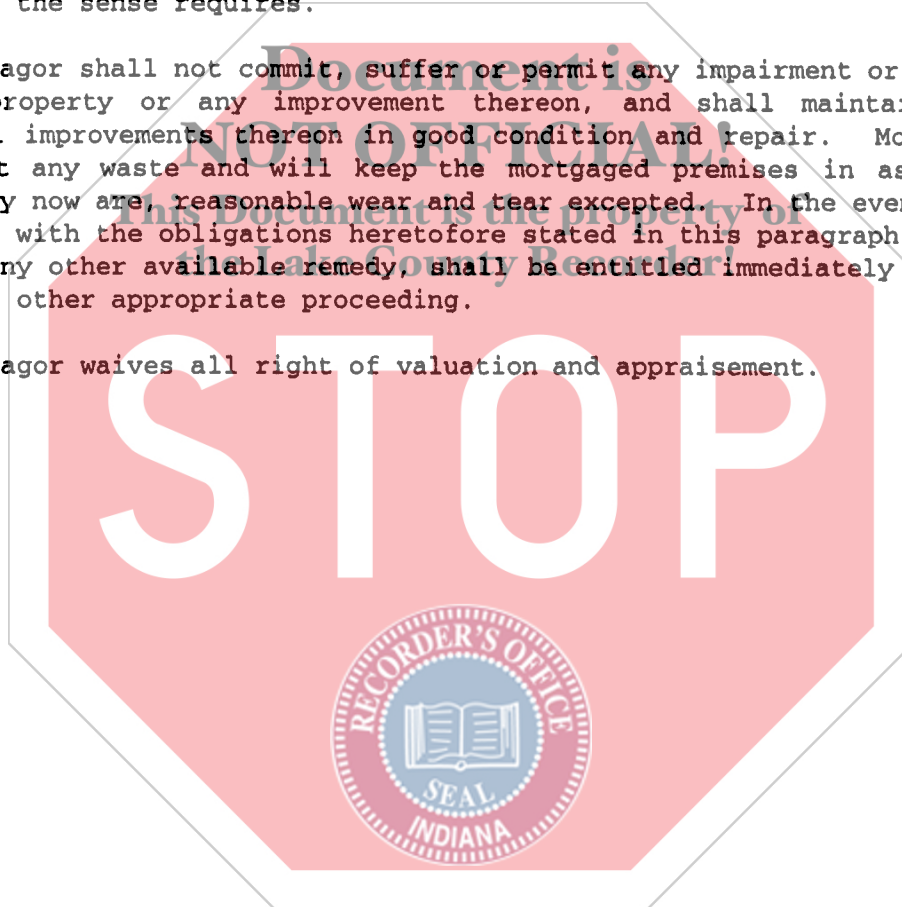 the sense requires.
agor shall not commit, suffer or permit any impairment or
property or any improvement thereon, and shall mainta
improvements thereon in good condition and repair. Mo
t any waste and will keep the mortgaged premises in as
y now are, reasonable wear and tear excepted. In the eve
with the obligations heretofore stated in this paragraph
ny other available remedy, shall be entitled immediately
other appropriate proceeding.
agor waives all right of valuation and appraisement.
Document is
NOT OFFICIAL!
This Document is the property of
the Lake County Recorder!
STOP
RECORDER'S OFFICE
SEAL
INDIANA